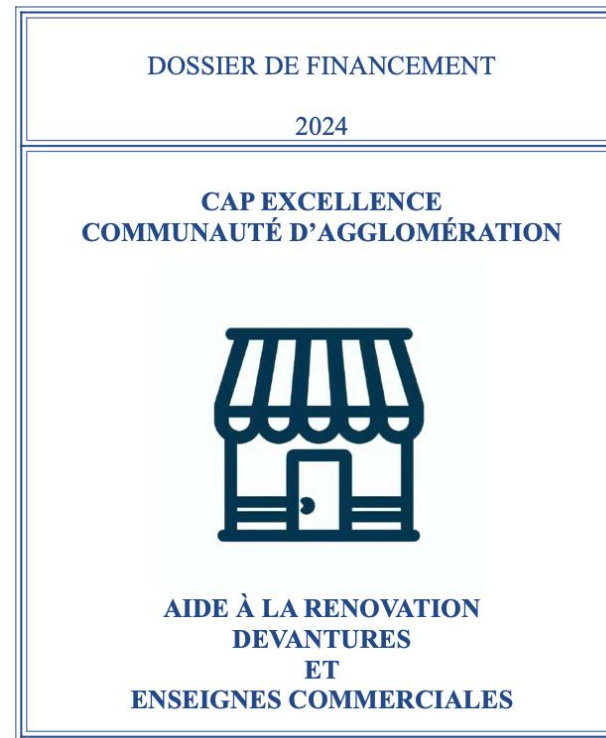 DOSSIER DE FINANCEMENT
2024
CAP EXCELLENCE
COMMUNAUTÉ D’AGGLOMÉRATION
AIDE À LA RENOVATION
DEVANTURES
ET
ENSEIGNES COMMERCIALES